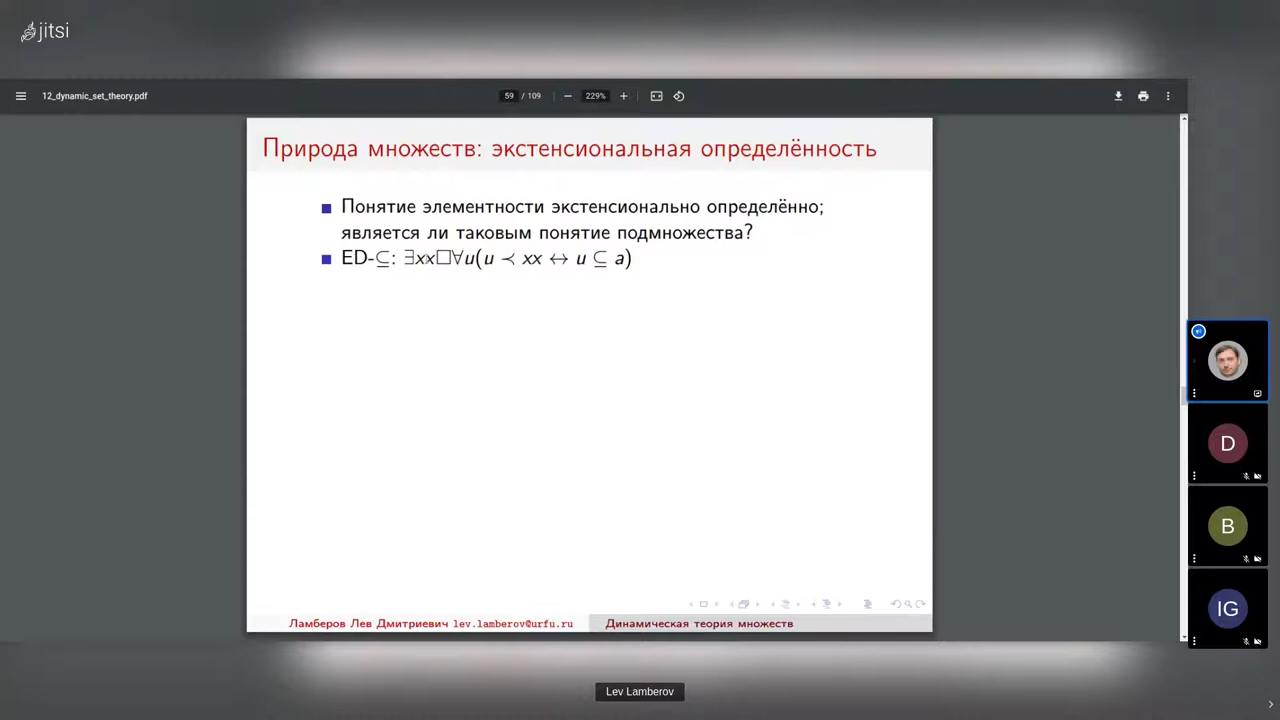 jitsi
12_dynamic_set_theory.pdf
59 / 109
229%
Природа множеств: экстенсиональная определённость
Понятие элементности экстенсионально определённо;
является ли таковым понятие подмножества?
ED-⊆: ∃xx□∀u(u ≺ xx ↔ u ⊆ a)
D
B
IG
Ламберов Лев Дмитриевич lev.lamberov@urfu.ru
Динамическая теория множеств
Lev Lamberov